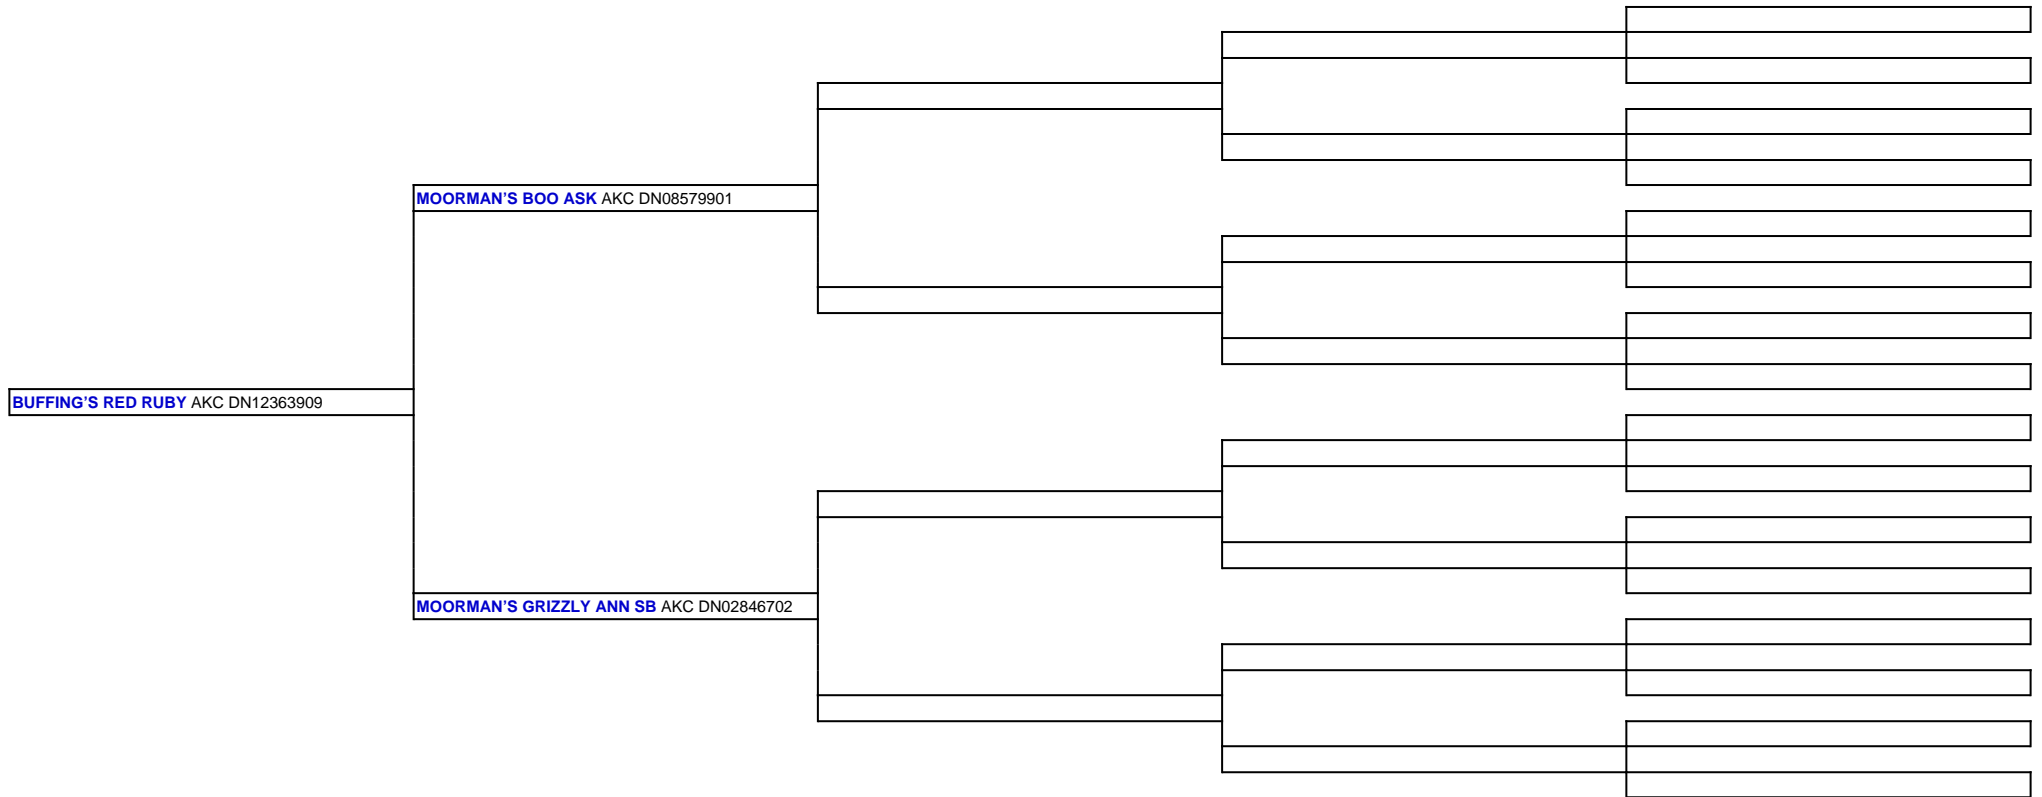 MOORMAN’S BOO ASK AKC DN08579901
BUFFING’S RED RUBY AKC DN12363909
MOORMAN’S GRIZZLY ANN SB AKC DN02846702